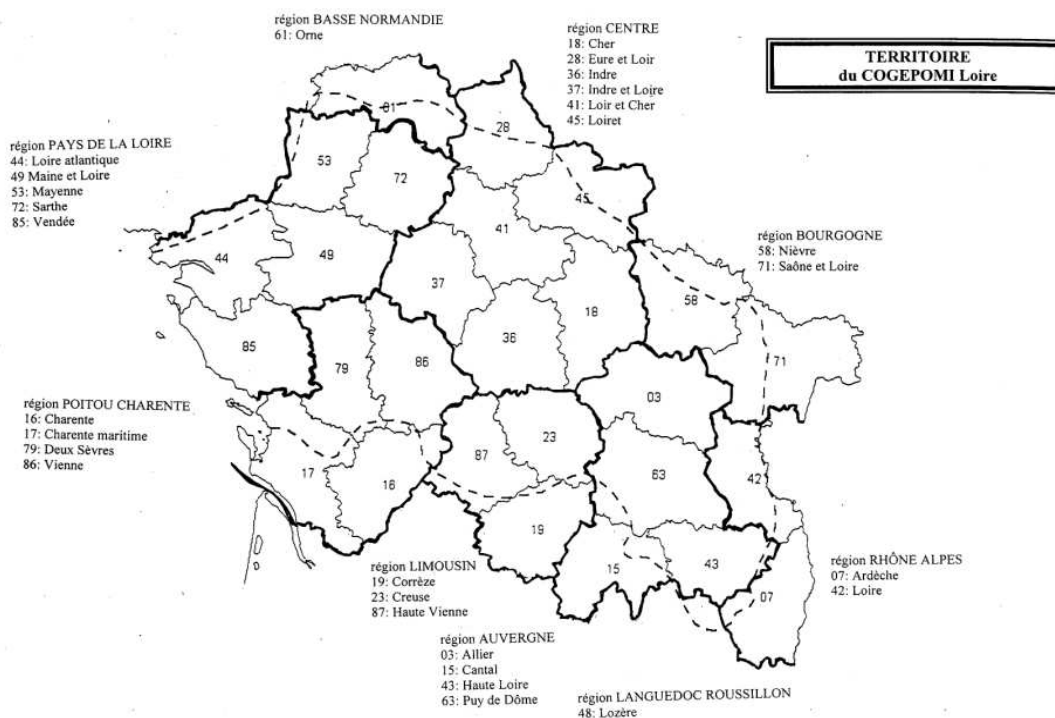 région BASSE NORMANDIE
61: Orne
région CENTRE
18: Cher
28: Eure et Loir
36: Indre
37: Indre et Loire
41: Loir et Cher
45: Loiret
TERRITOIRE
du COGEPOMI Loire
région PAYS DE LA LOIRE
44: Loire atlantique
49 Maine et Loire
53: Mayenne
72: Sarthe
85: Vendée
région BOURGOGNE
58: Nièvre
71: Saône et Loire
région POITOU CHARENTE
16: Charente
17: Charente maritime
79: Deux Sèvres
86: Vienne
région LIMOUSIN
19: Corrèze
23: Creuse
87: Haute Vienne
région RHÔNE ALPES
07: Ardèche
42: Loire
région AUVERGNE
03: Allier
15: Cantal
43: Haute Loire
63: Puy de Dôme
région LANGUEDOC ROUSSILLON
48: Lozère
28
53
72
45
41
44
49
37
58
18
85
36
71
79
86
03
23
87
63
42
17
16
19
15
43
07